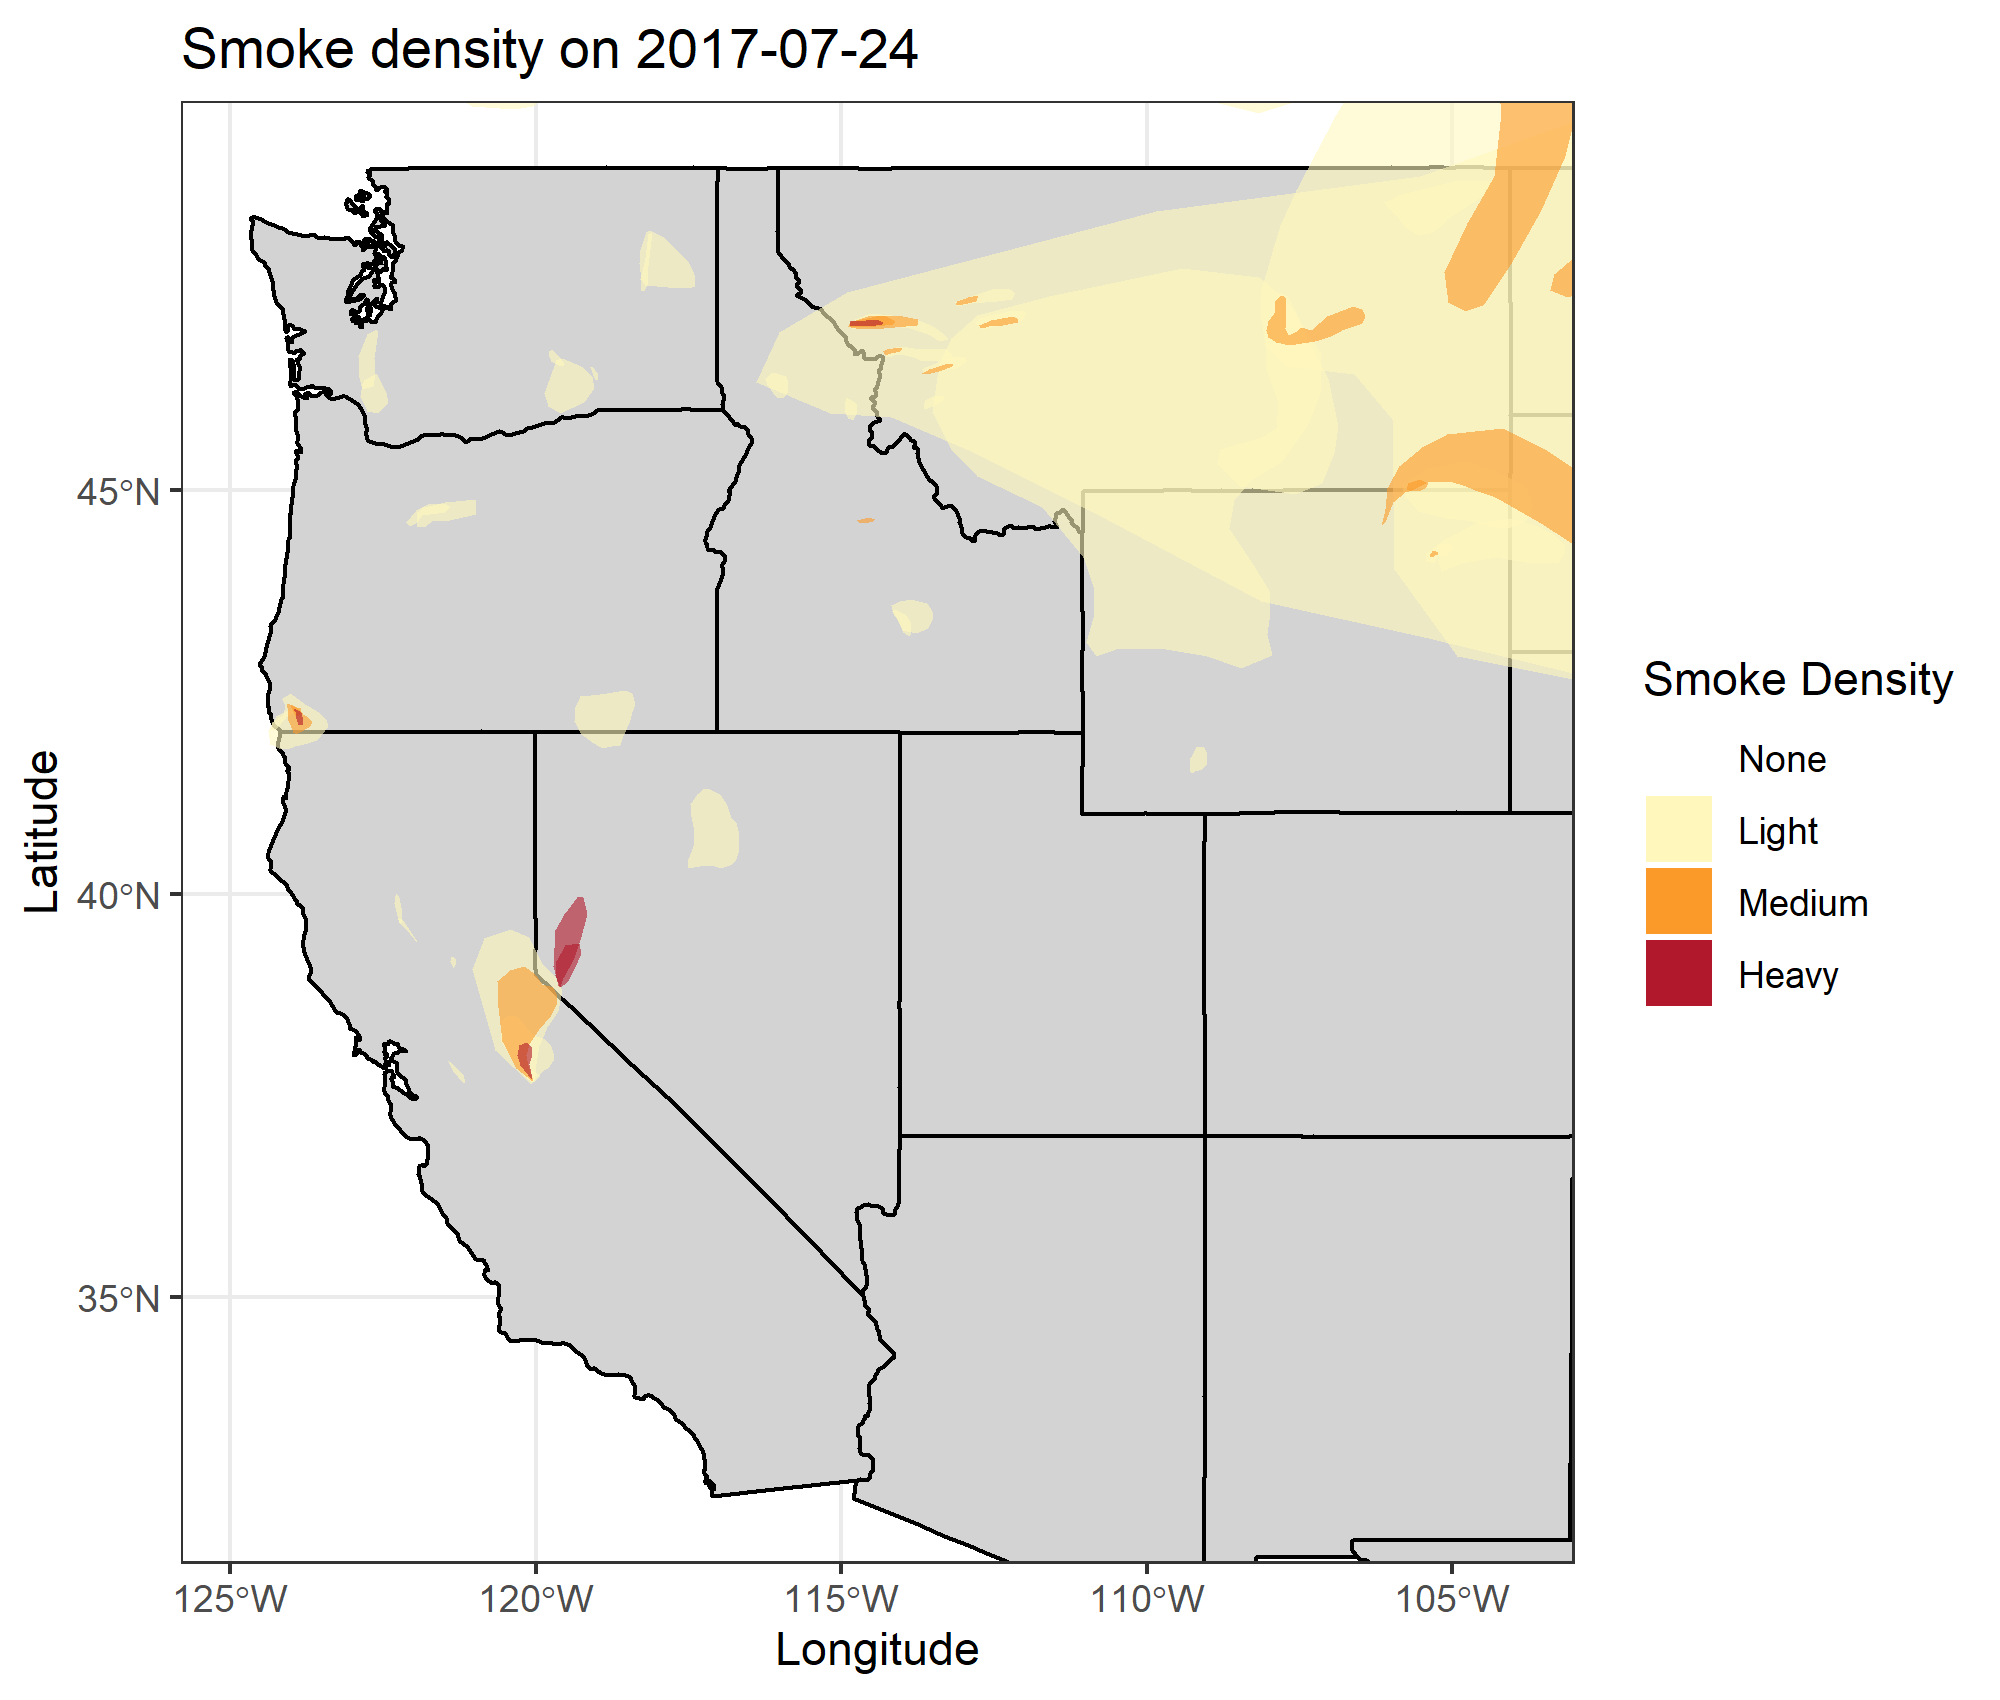 Smoke density on 2017-07-24
45°N
40°N
35°N
Latitude
125°W
120°W
115°W
110°W
105°W
Longitude
Smoke Density
None
Light
Medium
Heavy